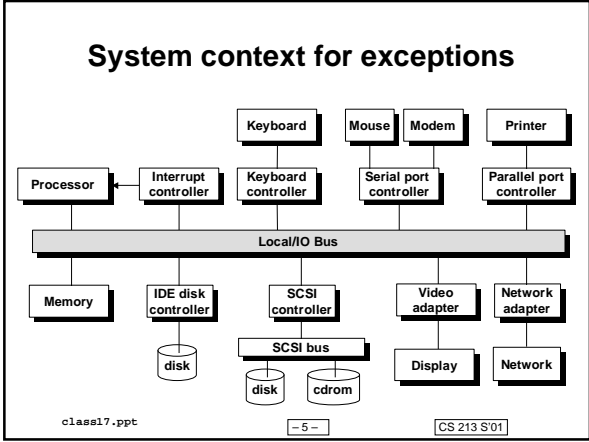 System context for exceptions
Keyboard
Mouse
Modem
Printer
Processor
Interrupt
controller
Keyboard
controller
Serial port
controller
Parallel port
controller
Local/IO Bus
Memory
IDE disk
controller
SCSI
controller
Video
adapter
Network
adapter
SCSI bus
disk
disk
cdrom
Display
Network
class17.ppt
– 5 –
CS 213 S'01